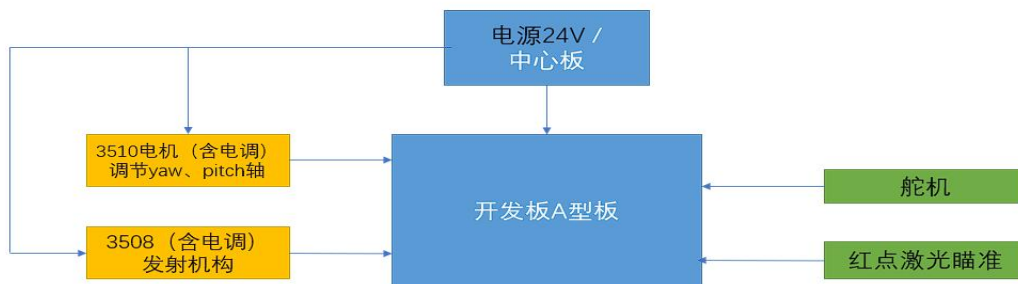 电源24V /
中心板
3510电机（含电调）
调节yaw、pitch轴
开发板A型板
舵机
3508（含电调）
发射机构
红点激光瞄准